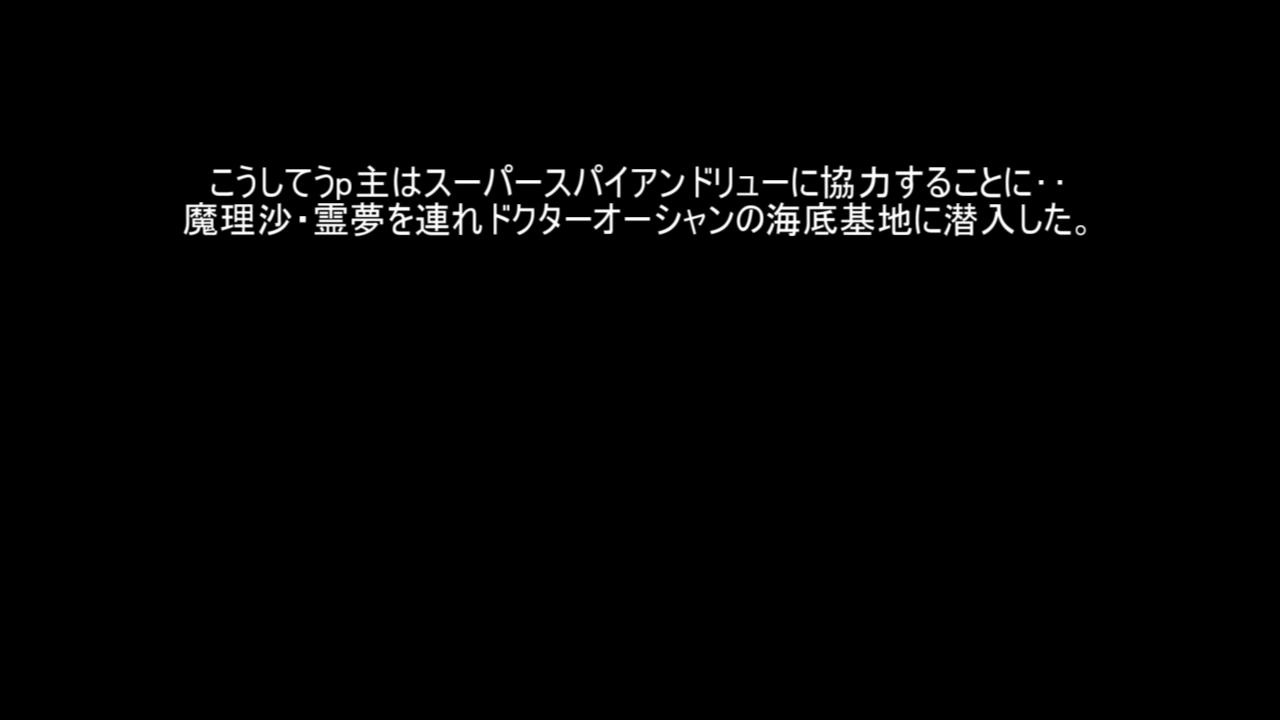 こうしてうp主はスーパースパイアンドリューに協力することに・・
魔理沙・霊夢を連れドクターオーシャンの海底基地に潜入した。